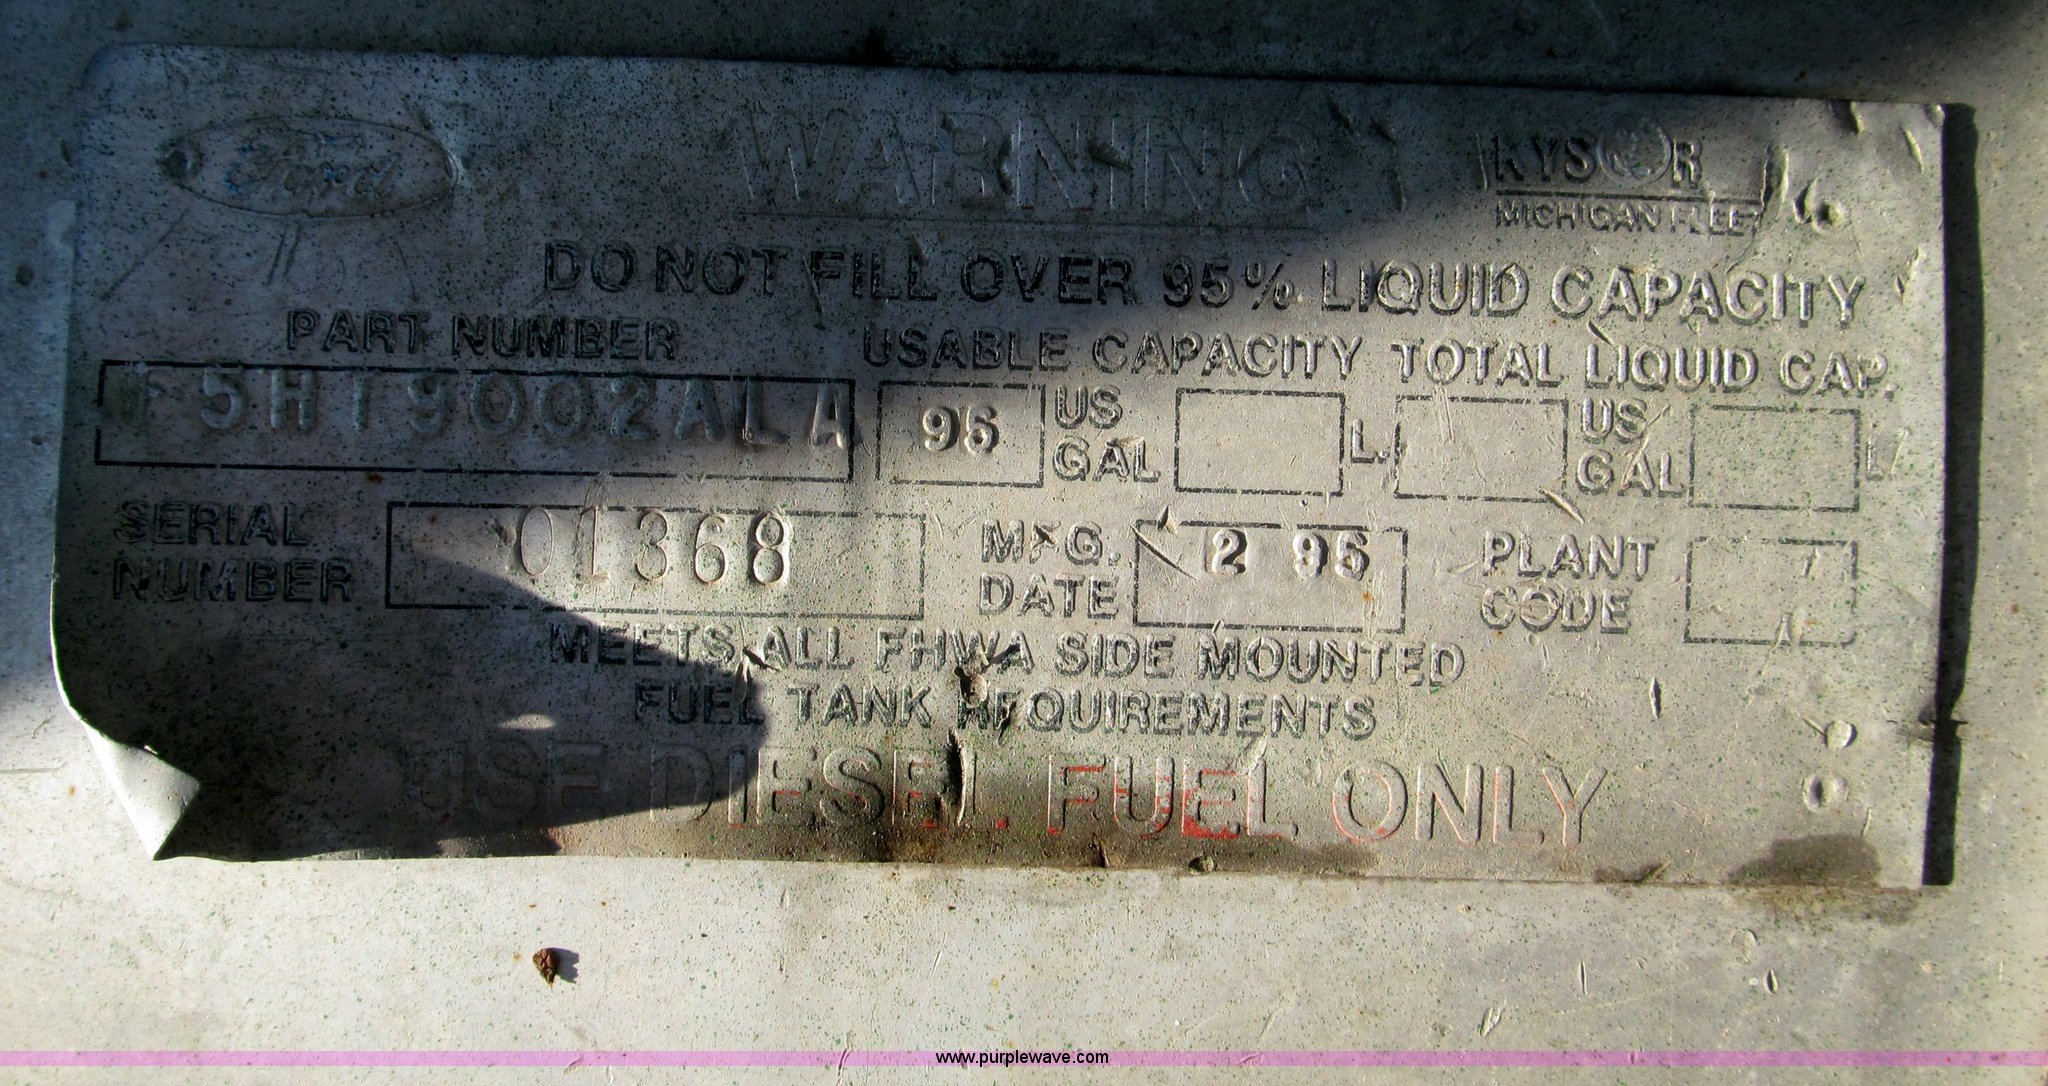 Ford WARNING KYSOR
MICHIGAN FLEET
DO NOT FILL OVER 95% LIQUID CAPACITY
PART NUMBER USABLE CAPACITY TOTAL LIQUID CAP.
F5HT9002ALA 96 US GAL L. US GAL L
SERIAL NUMBER 01368 MFG. DATE 2 96 PLANT CODE
MEETS ALL FHWA SIDE MOUNTED
FUEL TANK REQUIREMENTS
USE DIESEL FUEL ONLY
www.purplewave.com